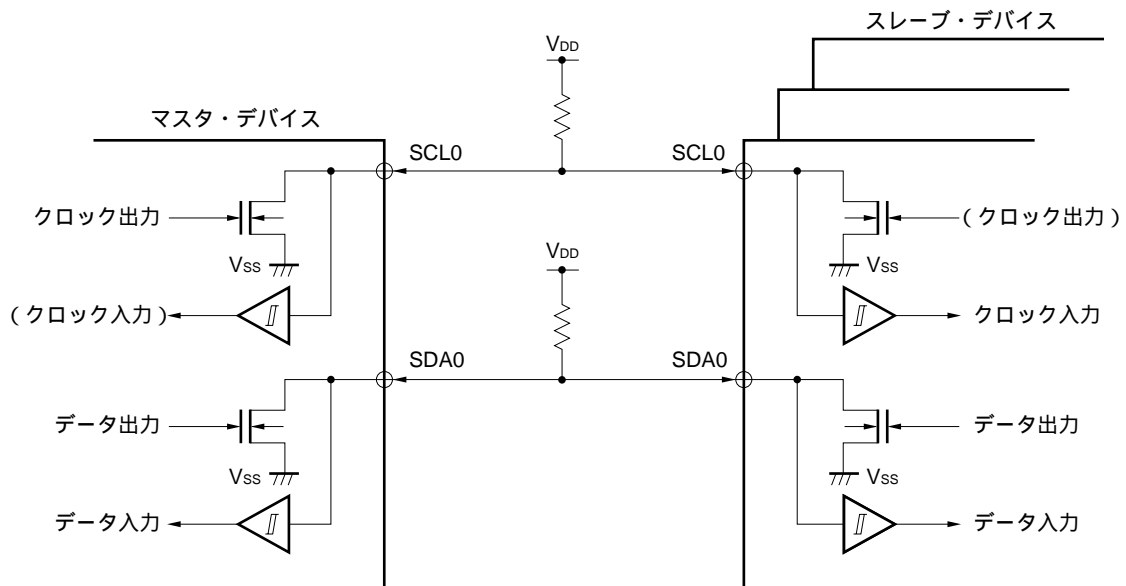 スレーブ・デバイス
VDD
マスタ・デバイス
SCL0 SCL0
クロック出力 (クロック出力)
VSS VSS
VDD
(クロック入力) クロック入力
SDA0 SDA0
データ出力 データ出力
VSS VSS
データ入力 データ入力